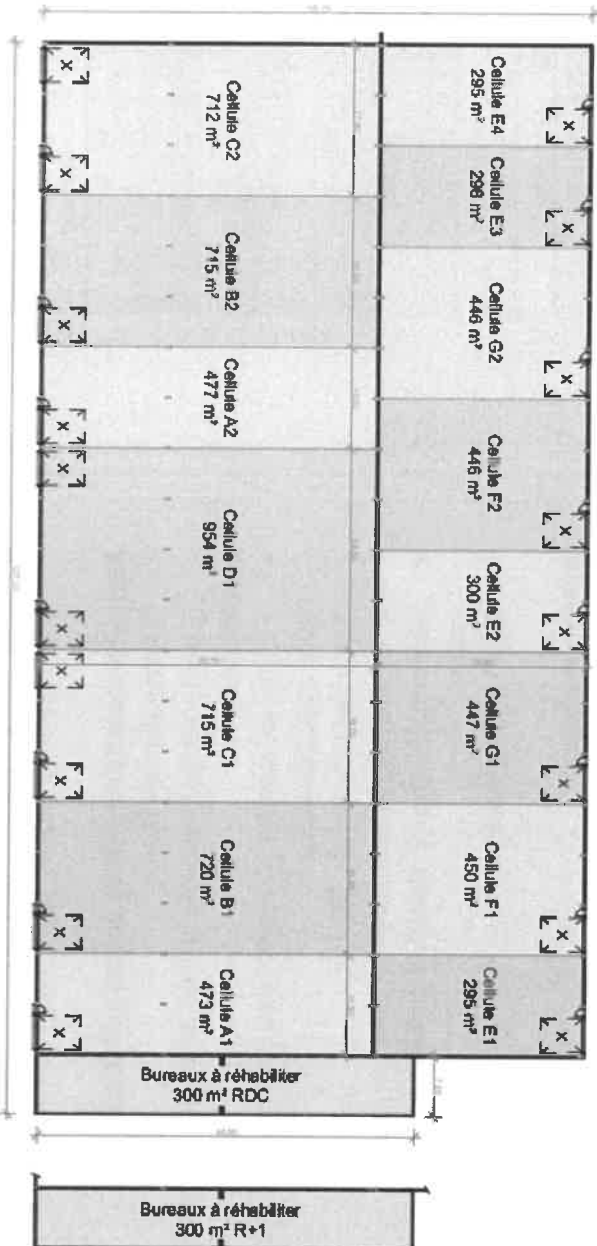 Cellule C2
712 m²
Cellule B2
715 m²
Cellule A2
477 m²
Cellule D1
954 m²
Cellule C1
715 m²
Cellule B1
720 m²
Cellule A1
473 m²
Cellule E4
295 m²
Cellule E3
298 m²
Cellule G2
446 m²
Cellule F2
446 m²
Cellule E2
300 m²
Cellule G1
447 m²
Cellule F1
450 m²
Cellule E1
295 m²
Bureaux à réhabiliter
300 m² RDC
Bureaux à réhabiliter
300 m² R+1